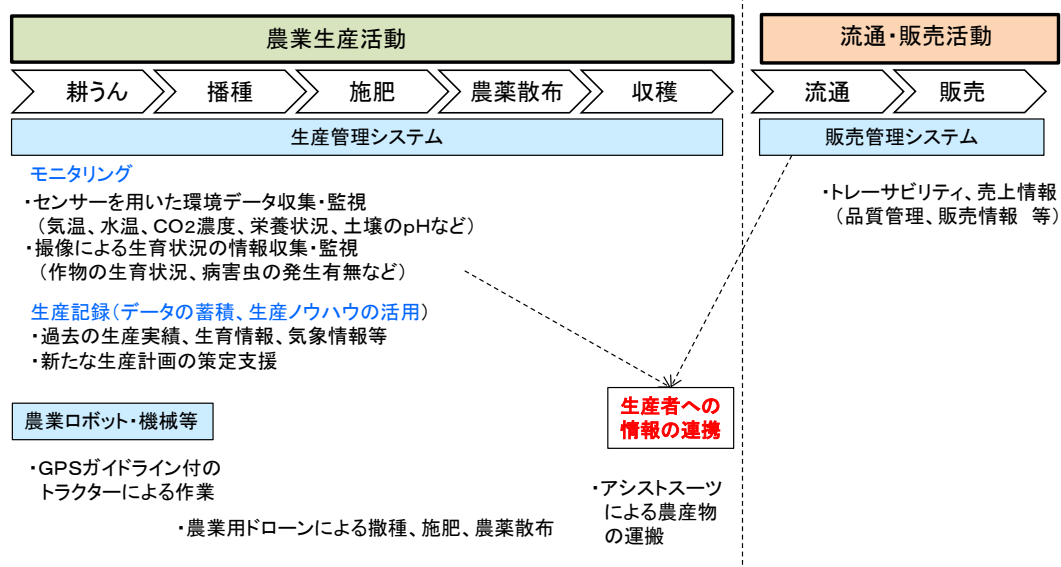 農業生産活動
流通・販売活動
耕うん
播種
施肥
農薬散布
収穫
流通
販売
生産管理システム
販売管理システム
モニタリング
・センサーを用いた環境データ収集・監視
（気温、水温、CO2濃度、栄養状況、土壌のpHなど）
・撮像による生育状況の情報収集・監視
（作物の生育状況、病害虫の発生有無など）
・トレーサビリティ、売上情報
（品質管理、販売情報　等）
生産記録（データの蓄積、生産ノウハウの活用）
・過去の生産実績、生育情報、気象情報等
・新たな生産計画の策定支援
生産者への
情報の連携
農業ロボット・機械等
・GPSガイドライン付の
トラクターによる作業
・農業用ドローンによる撒種、施肥、農薬散布
・アシストスーツ
による農産物
の運搬